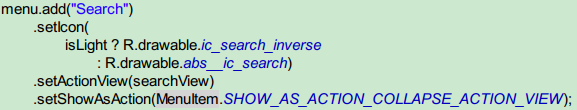 menu.add("Search")
.setIcon(
isLight ? R.drawable.ic_search_inverse
: R.drawable.abs__ic_search)
.setActionView(searchView)
.setShowAsAction(MenuItem.SHOW_AS_ACTION_COLLAPSE_ACTION_VIEW);